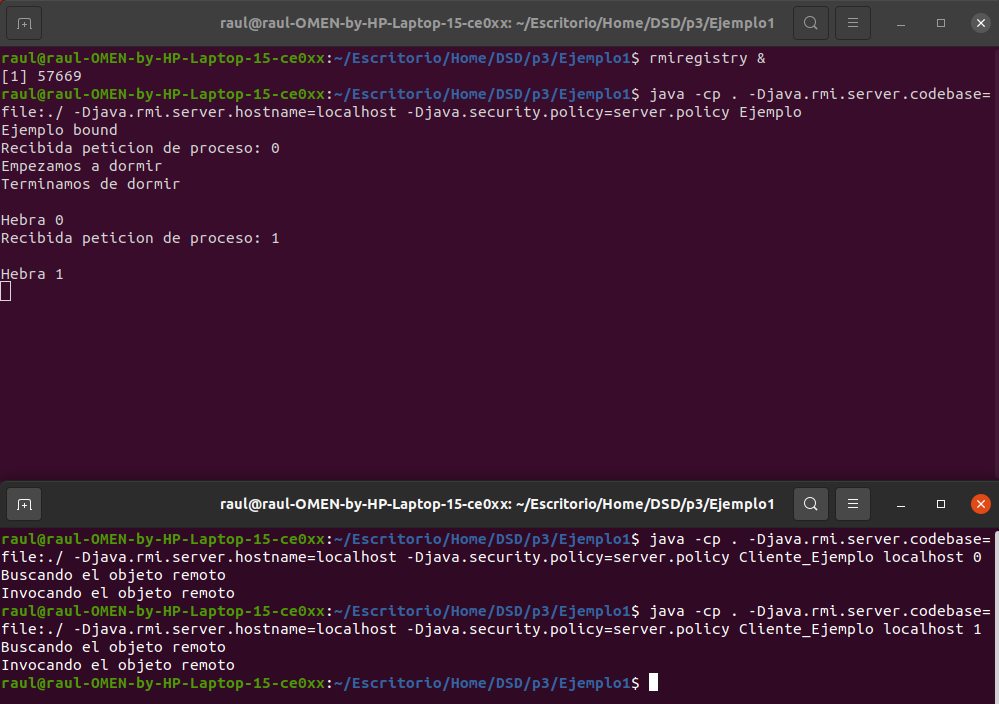 raul@raul-OMEN-by-HP-Laptop-15-ce0xx: ~/Escritorio/Home/DSD/p3/Ejemplo1
raul@raul-OMEN-by-HP-Laptop-15-ce0xx:~/Escritorio/Home/DSD/p3/Ejemplo1$ rmiregistry &
[1] 57669
raul@raul-OMEN-by-HP-Laptop-15-ce0xx:~/Escritorio/Home/DSD/p3/Ejemplo1$ java -cp . -Djava.rmi.server.codebase=
file:./ -Djava.rmi.server.hostname=localhost -Djava.security.policy=server.policy Ejemplo
Ejemplo bound
Recibida peticion de proceso: 0
Empezamos a dormir
Terminamos de dormir
Hebra 0
Recibida peticion de proceso: 1
Hebra 1
raul@raul-OMEN-by-HP-Laptop-15-ce0xx: ~/Escritorio/Home/DSD/p3/Ejemplo1
raul@raul-OMEN-by-HP-Laptop-15-ce0xx:~/Escritorio/Home/DSD/p3/Ejemplo1$ java -cp . -Djava.rmi.server.codebase=
file:./ -Djava.rmi.server.hostname=localhost -Djava.security.policy=server.policy Cliente_Ejemplo localhost 0
Buscando el objeto remoto
Invocando el objeto remoto
raul@raul-OMEN-by-HP-Laptop-15-ce0xx:~/Escritorio/Home/DSD/p3/Ejemplo1$ java -cp . -Djava.rmi.server.codebase=
file:./ -Djava.rmi.server.hostname=localhost -Djava.security.policy=server.policy Cliente_Ejemplo localhost 1
Buscando el objeto remoto
Invocando el objeto remoto
raul@raul-OMEN-by-HP-Laptop-15-ce0xx:~/Escritorio/Home/DSD/p3/Ejemplo1$